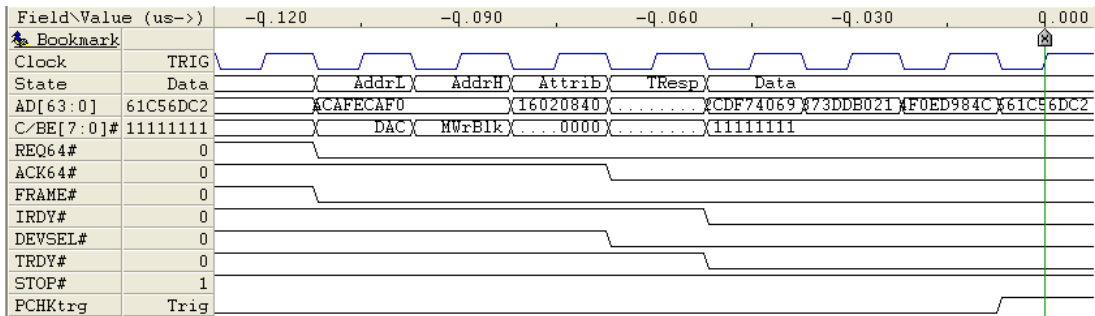 Field\Value (us->) -0.120 -0.090 -0.060 -0.030 0.000
Bookmark
Clock TRIG
State Data AddrL AddrH Attrib TResp Data
AD[63:0] 61C56DC2 ACAFECAF0 16020840 ........ 2CDF74069 373DDB021 4F0ED984C 561C56DC2
C/BE[7:0]# 11111111 DAC MWrBlk ....0000 ........ 11111111
REQ64# 0
ACK64# 0
FRAME# 0
IRDY# 0
DEVSEL# 0
TRDY# 0
STOP# 1
PCHKtrg Trig